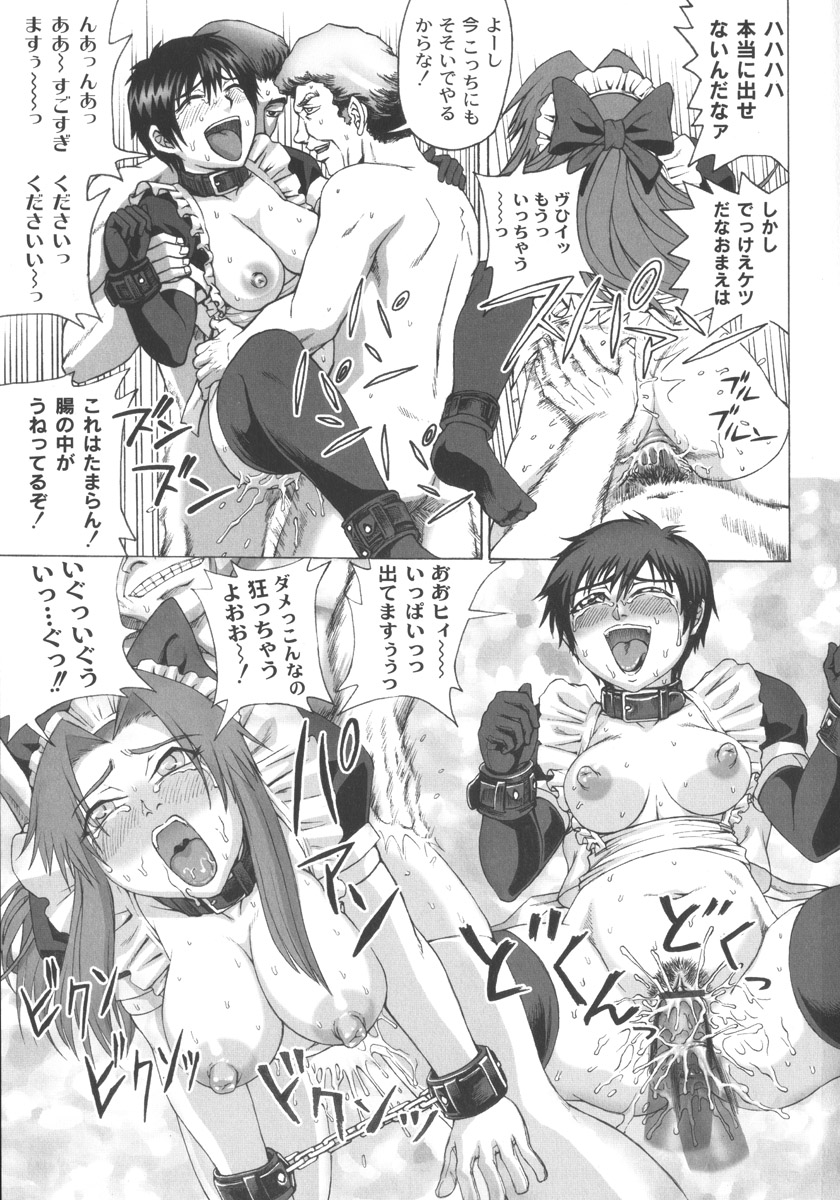 ハハハハ
本当に出せ
ないんだなァ
しかし
でっけえケツ
だなおまえは
ヴひイッ
もうっ
いっちゃう
～～っ
スパパァン
ブルブルン
よーし
今こっちにも
そそいでやる
からな！
んあっんあっ
ああ～すごすぎ
ますぅ～～～っ
くださいっ
くださいい～っ
これはたまらん！
腸の中が
うねってるぞ！
ズンズン
おおヒィ～～
いっぱいっっ
出てますぅぅっ
どくっ
どくんっ
ダメっこんなの
狂っちゃう
よおお～！
いぐっいぐう
いっ…ぐっ!!
パンパン
ビクン
ビクンッ
ドクンッ